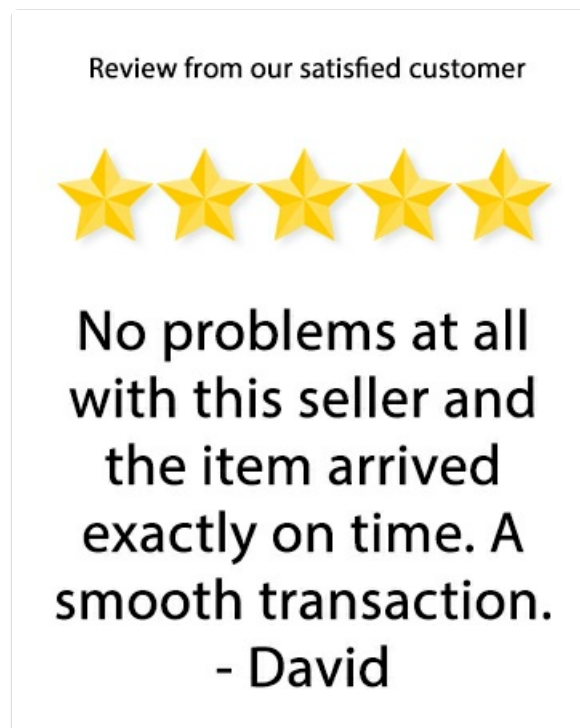 Review from our satisfied customer
No problems at all
with this seller and
the item arrived
exactly on time. A
smooth transaction.
- David